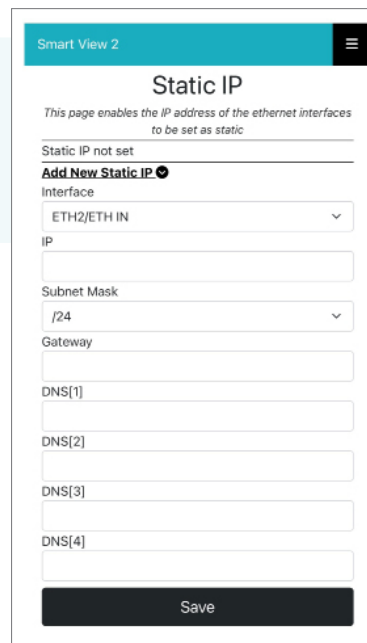 Smart View 2
Static IP
This page enables the IP address of the ethernet interfaces
to be set as static
Static IP not set
Add New Static IP
Interface
ETH2/ETH IN
IP
Subnet Mask
/24
Gateway
DNS[1]
DNS[2]
DNS[3]
DNS[4]
Save